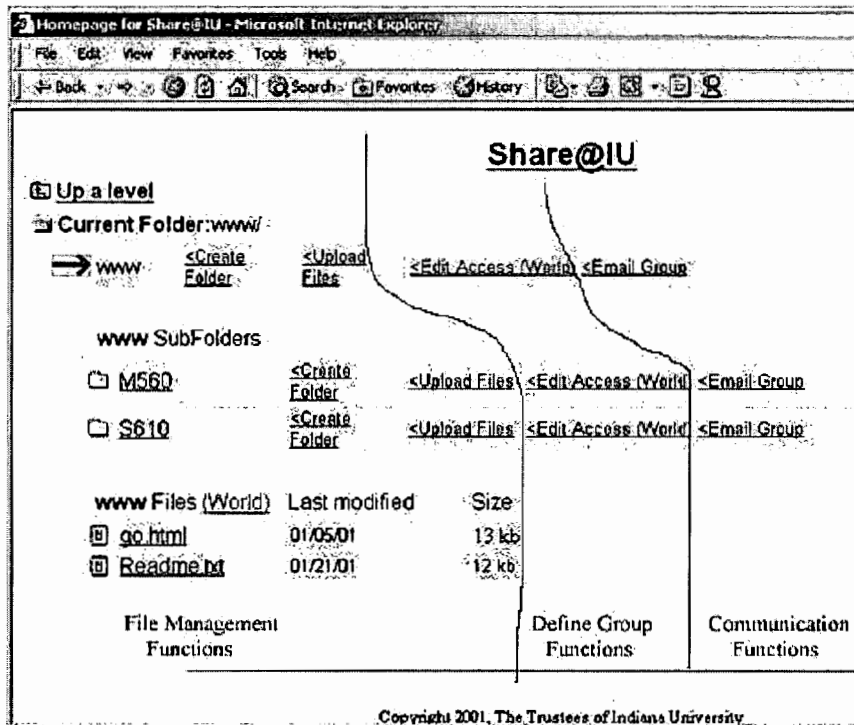 Homepage for Share@IU - Microsoft Internet Explorer
File Edit View Favorites Tools Help
Back Search Favorites History
Share@IU
Up a level
Current Folder:www/
www <Create Folder <Upload Files <Edit Access (World) <Email Group
www SubFolders
M560 <Create Folder <Upload Files <Edit Access (World) <Email Group
S610 <Create Folder <Upload Files <Edit Access (World) <Email Group
www Files (World) Last modified Size
go.html 01/05/01 13 kb
Readme.txt 01/21/01 12 kb
File Management Functions Define Group Functions Communication Functions
Copyright 2001, The Trustees of Indiana University